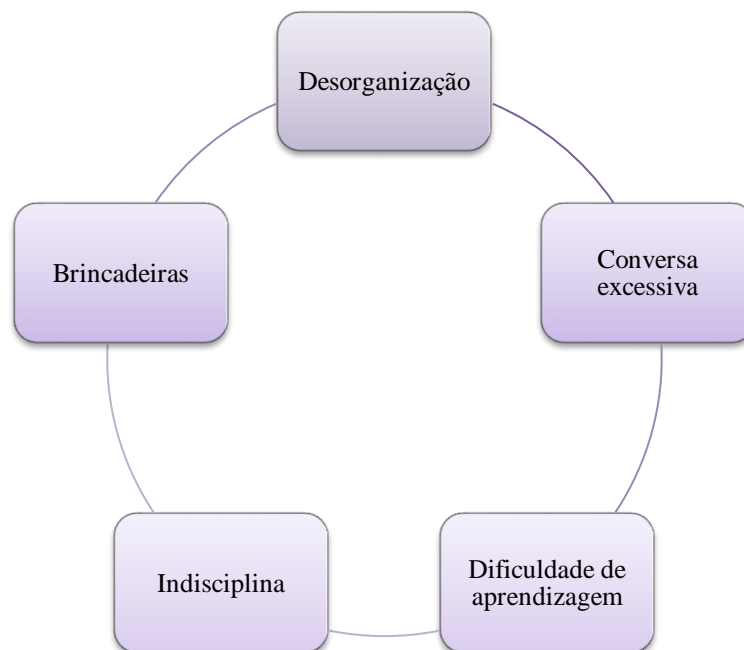 Desorganização
Conversa
excessiva
Dificuldade de
aprendizagem
Indisciplina
Brincadeiras